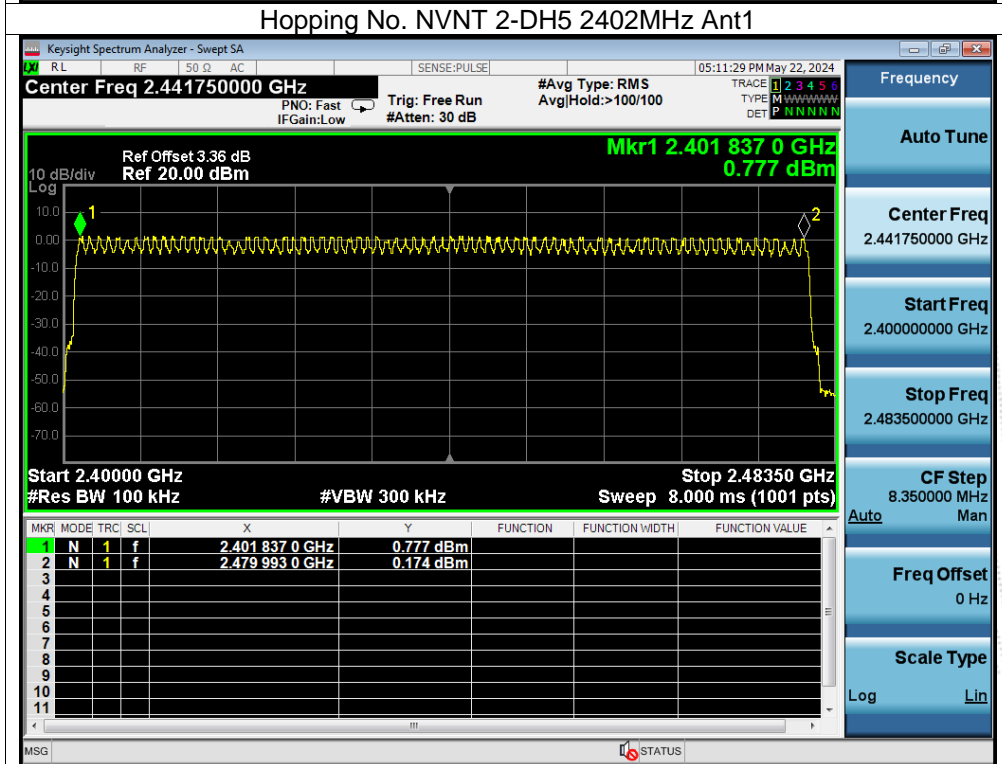 Hopping No. NVNT 2-DH5 2402MHz Ant1
Keysight Spectrum Analyzer - Swept SA
LXI RL RF 50 Ω AC SENSE:PULSE 05:11:29 PM May 22, 2024
Center Freq 2.441750000 GHz #Avg Type: RMS TRACE 1 2 3 4 5 6
PNO: Fast Trig: Free Run Avg|Hold:>100/100 TYPE M WWWWW
IFGain:Low #Atten: 30 dB DET P N N N N N
Mkr1 2.401 837 0 GHz
0.777 dBm
Ref Offset 3.36 dB
10 dB/div Ref 20.00 dBm
Log
10.0
0.00
-10.0
-20.0
-30.0
-40.0
-50.0
-60.0
-70.0
1
2
Start 2.40000 GHz Stop 2.48350 GHz
#Res BW 100 kHz #VBW 300 kHz Sweep 8.000 ms (1001 pts)
MKR MODE TRC SCL X Y FUNCTION FUNCTION WIDTH FUNCTION VALUE
1 N 1 f 2.401 837 0 GHz 0.777 dBm
2 N 1 f 2.479 993 0 GHz 0.174 dBm
3
4
5
6
7
8
9
10
11
MSG STATUS
Frequency
Auto Tune
Center Freq
2.441750000 GHz
Start Freq
2.400000000 GHz
Stop Freq
2.483500000 GHz
CF Step
8.350000 MHz
Auto Man
Freq Offset
0 Hz
Scale Type
Log Lin